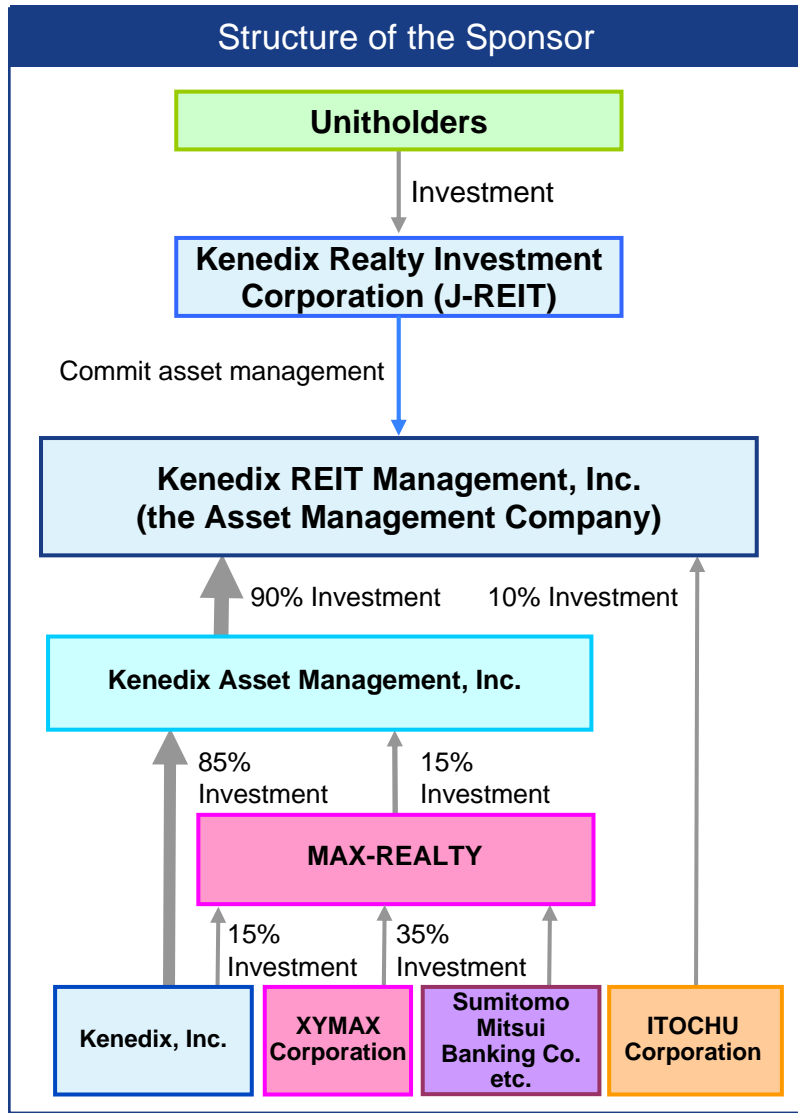 Structure of the Sponsor
Unitholders
Investment
Kenedix Realty Investment
Corporation (J-REIT)
Commit asset management
Kenedix REIT Management, Inc.
(the Asset Management Company)
90% Investment
10% Investment
Kenedix Asset Management, Inc.
85%
Investment
15%
Investment
MAX-REALTY
15%
Investment
35%
Investment
Kenedix, Inc.
XYMAX
Corporation
Sumitomo
Mitsui
Banking Co.
etc.
ITOCHU
Corporation